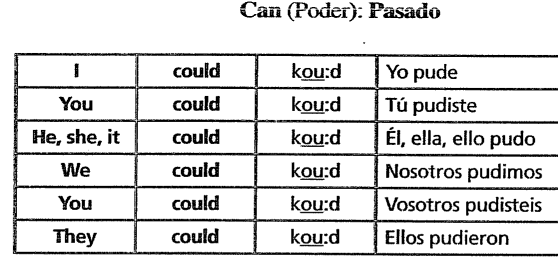 Can (Poder): Pasado
I could kou:d Yo pude
You could kou:d Tú pudiste
He, she, it could kou:d Él, ella, ello pudo
We could kou:d Nosotros pudimos
You could kou:d Vosotros pudisteis
They could kou:d Ellos pudieron